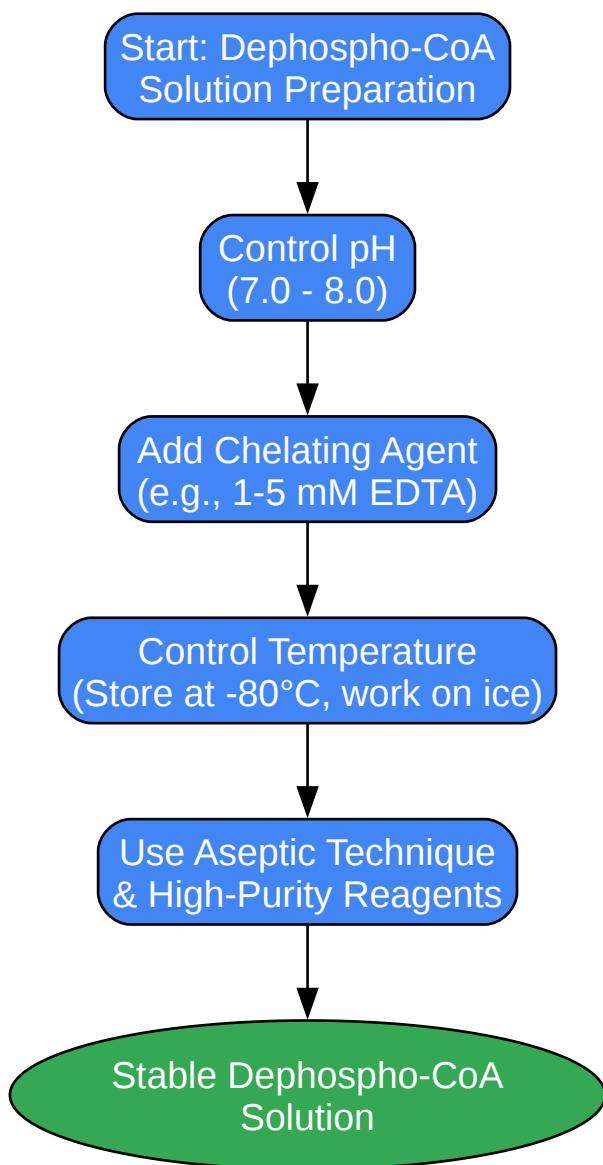 Start: Dephospho-CoA
Solution Preparation
Control pH
(7.0 - 8.0)
Add Chelating Agent
(e.g., 1-5 mM EDTA)
Control Temperature
(Store at -80°C, work on ice)
Use Aseptic Technique
& High-Purity Reagents
Stable Dephospho-CoA
Solution